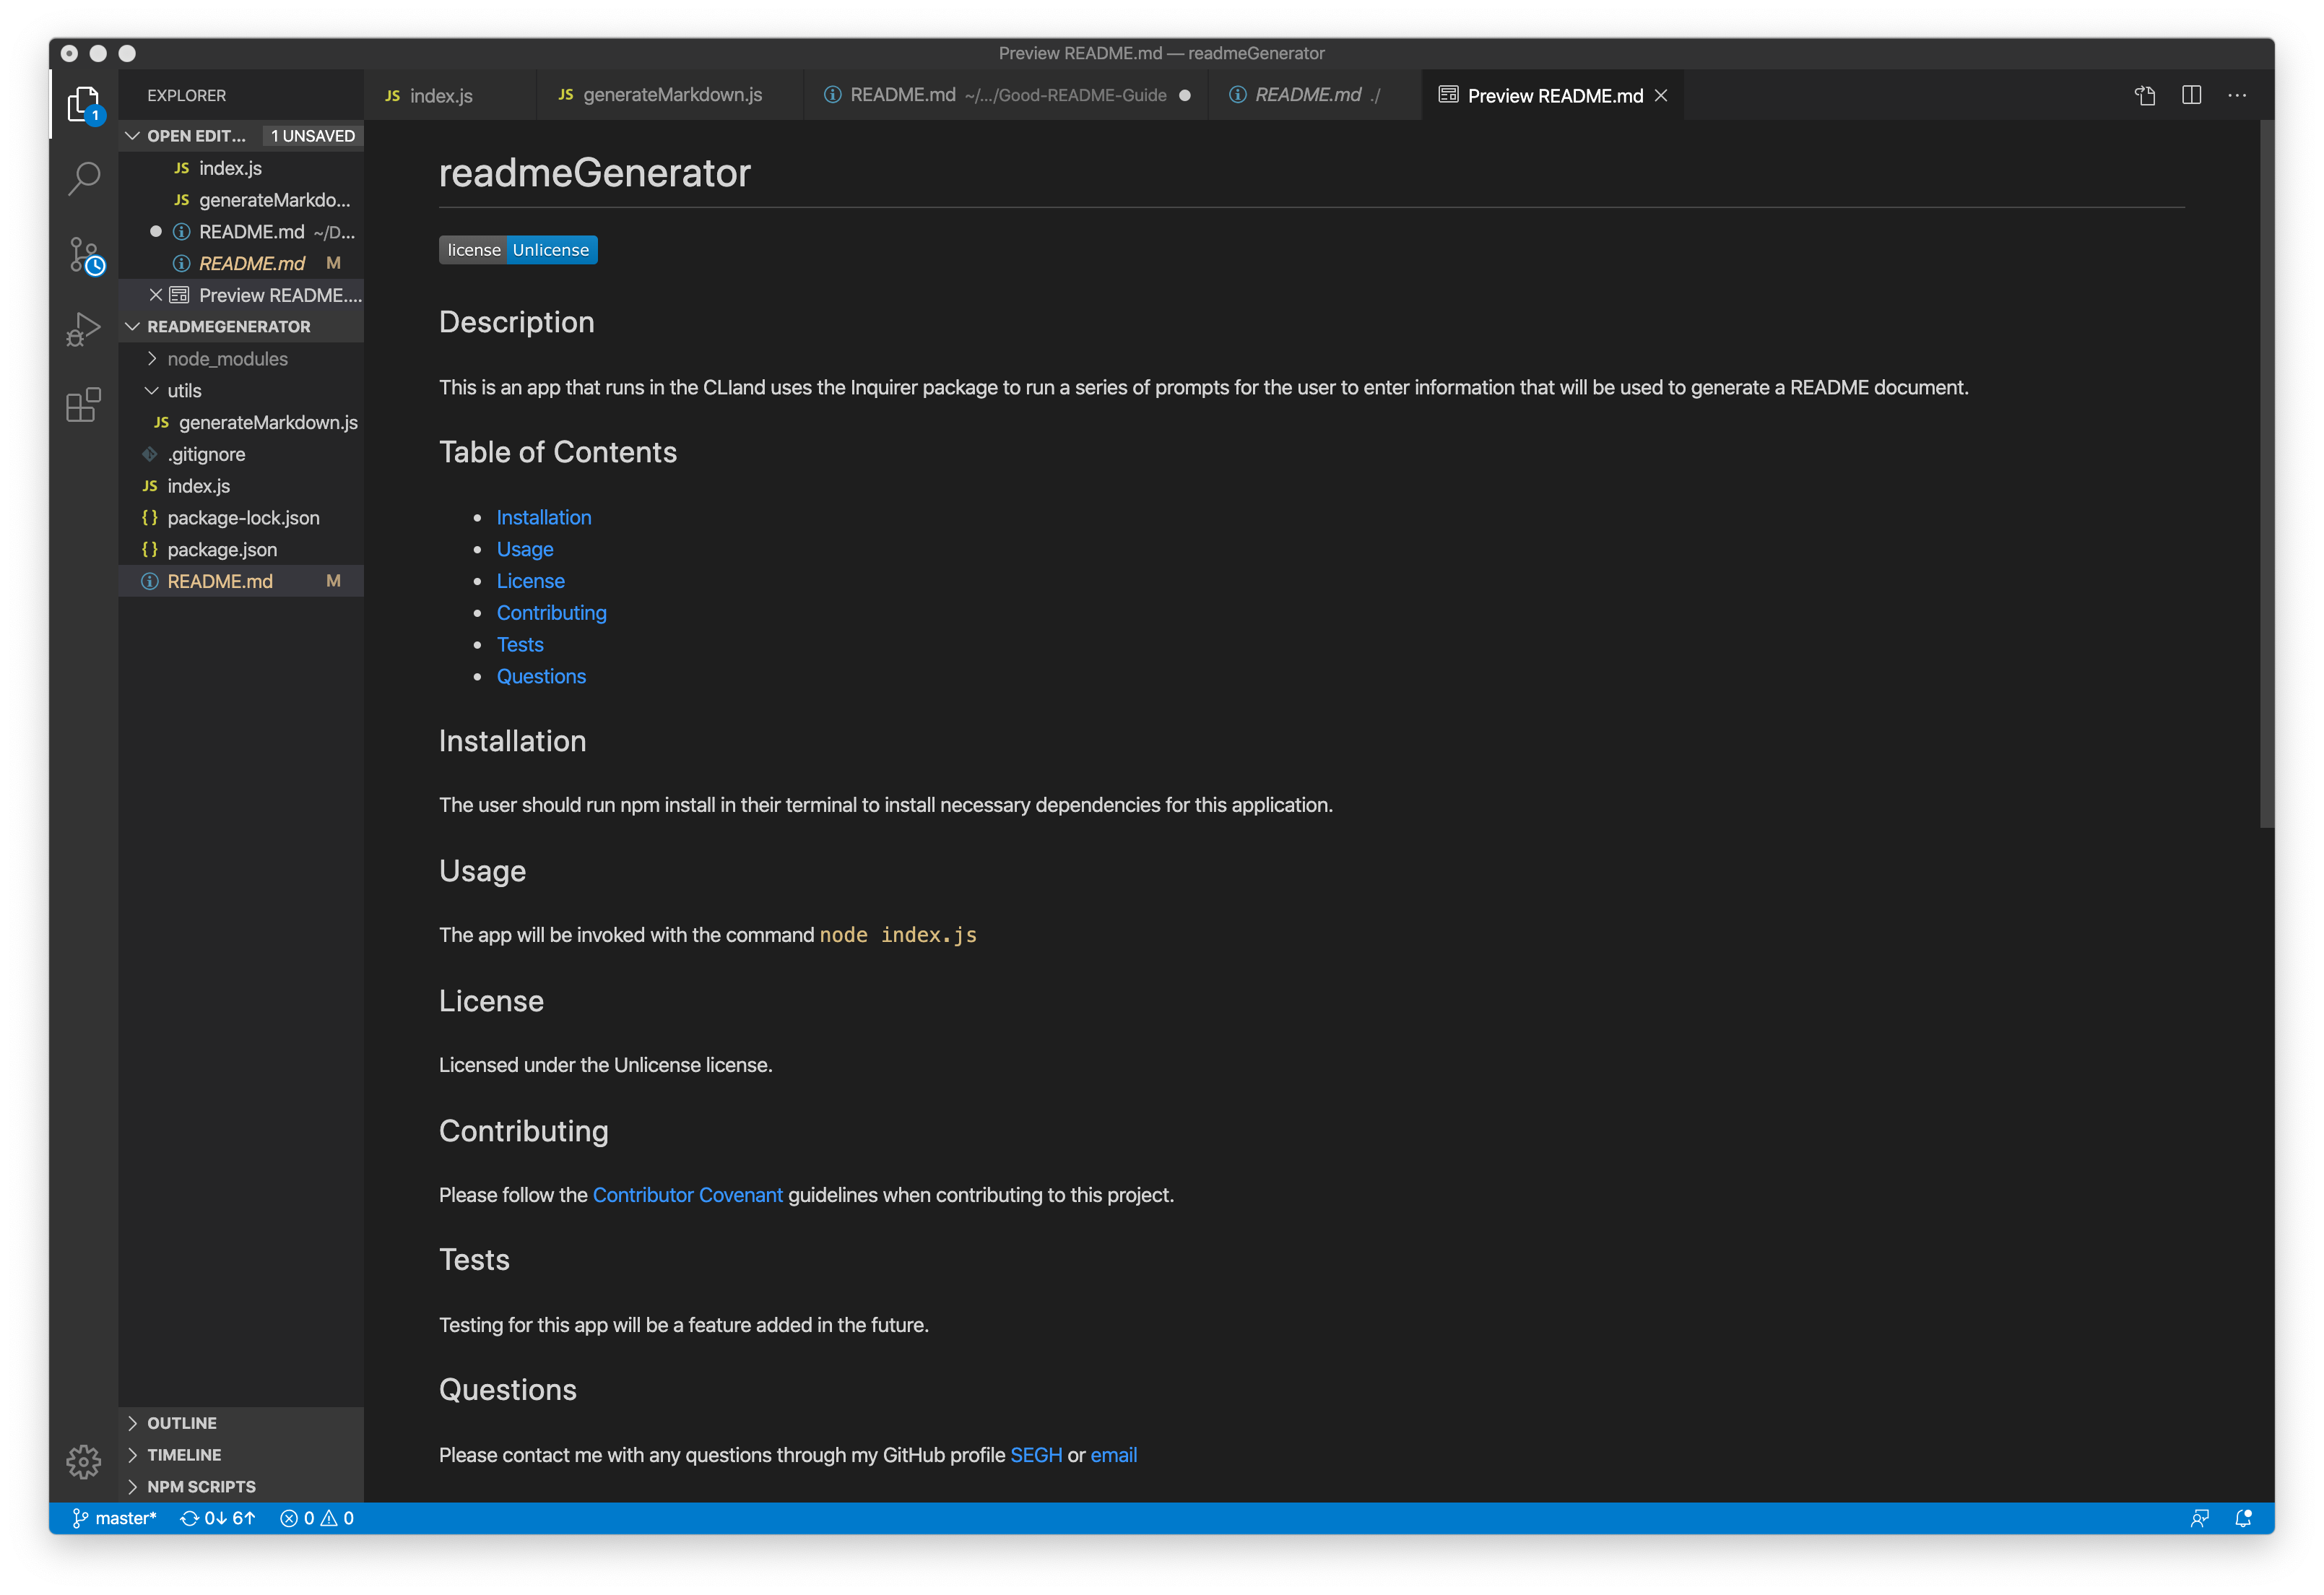 Preview README.md — readmeGenerator
EXPLORER
JS index.js
JS generateMarkdown.js
README.md ~/.../Good-README-Guide
README.md ./
Preview README.md
1
OPEN EDIT... 1 UNSAVED
JS index.js
JS generateMarkdo...
README.md ~/D...
README.md M
Preview README....
READMEGENERATOR
node_modules
utils
JS generateMarkdown.js
.gitignore
JS index.js
{} package-lock.json
{} package.json
README.md M
OUTLINE
TIMELINE
NPM SCRIPTS
readmeGenerator
license Unlicense
Description
This is an app that runs in the CLIand uses the Inquirer package to run a series of prompts for the user to enter information that will be used to generate a README document.
Table of Contents
• Installation
• Usage
• License
• Contributing
• Tests
• Questions
Installation
The user should run npm install in their terminal to install necessary dependencies for this application.
Usage
The app will be invoked with the command node index.js
License
Licensed under the Unlicense license.
Contributing
Please follow the Contributor Covenant guidelines when contributing to this project.
Tests
Testing for this app will be a feature added in the future.
Questions
Please contact me with any questions through my GitHub profile SEGH or email
master* 0↓ 6↑ 0 0